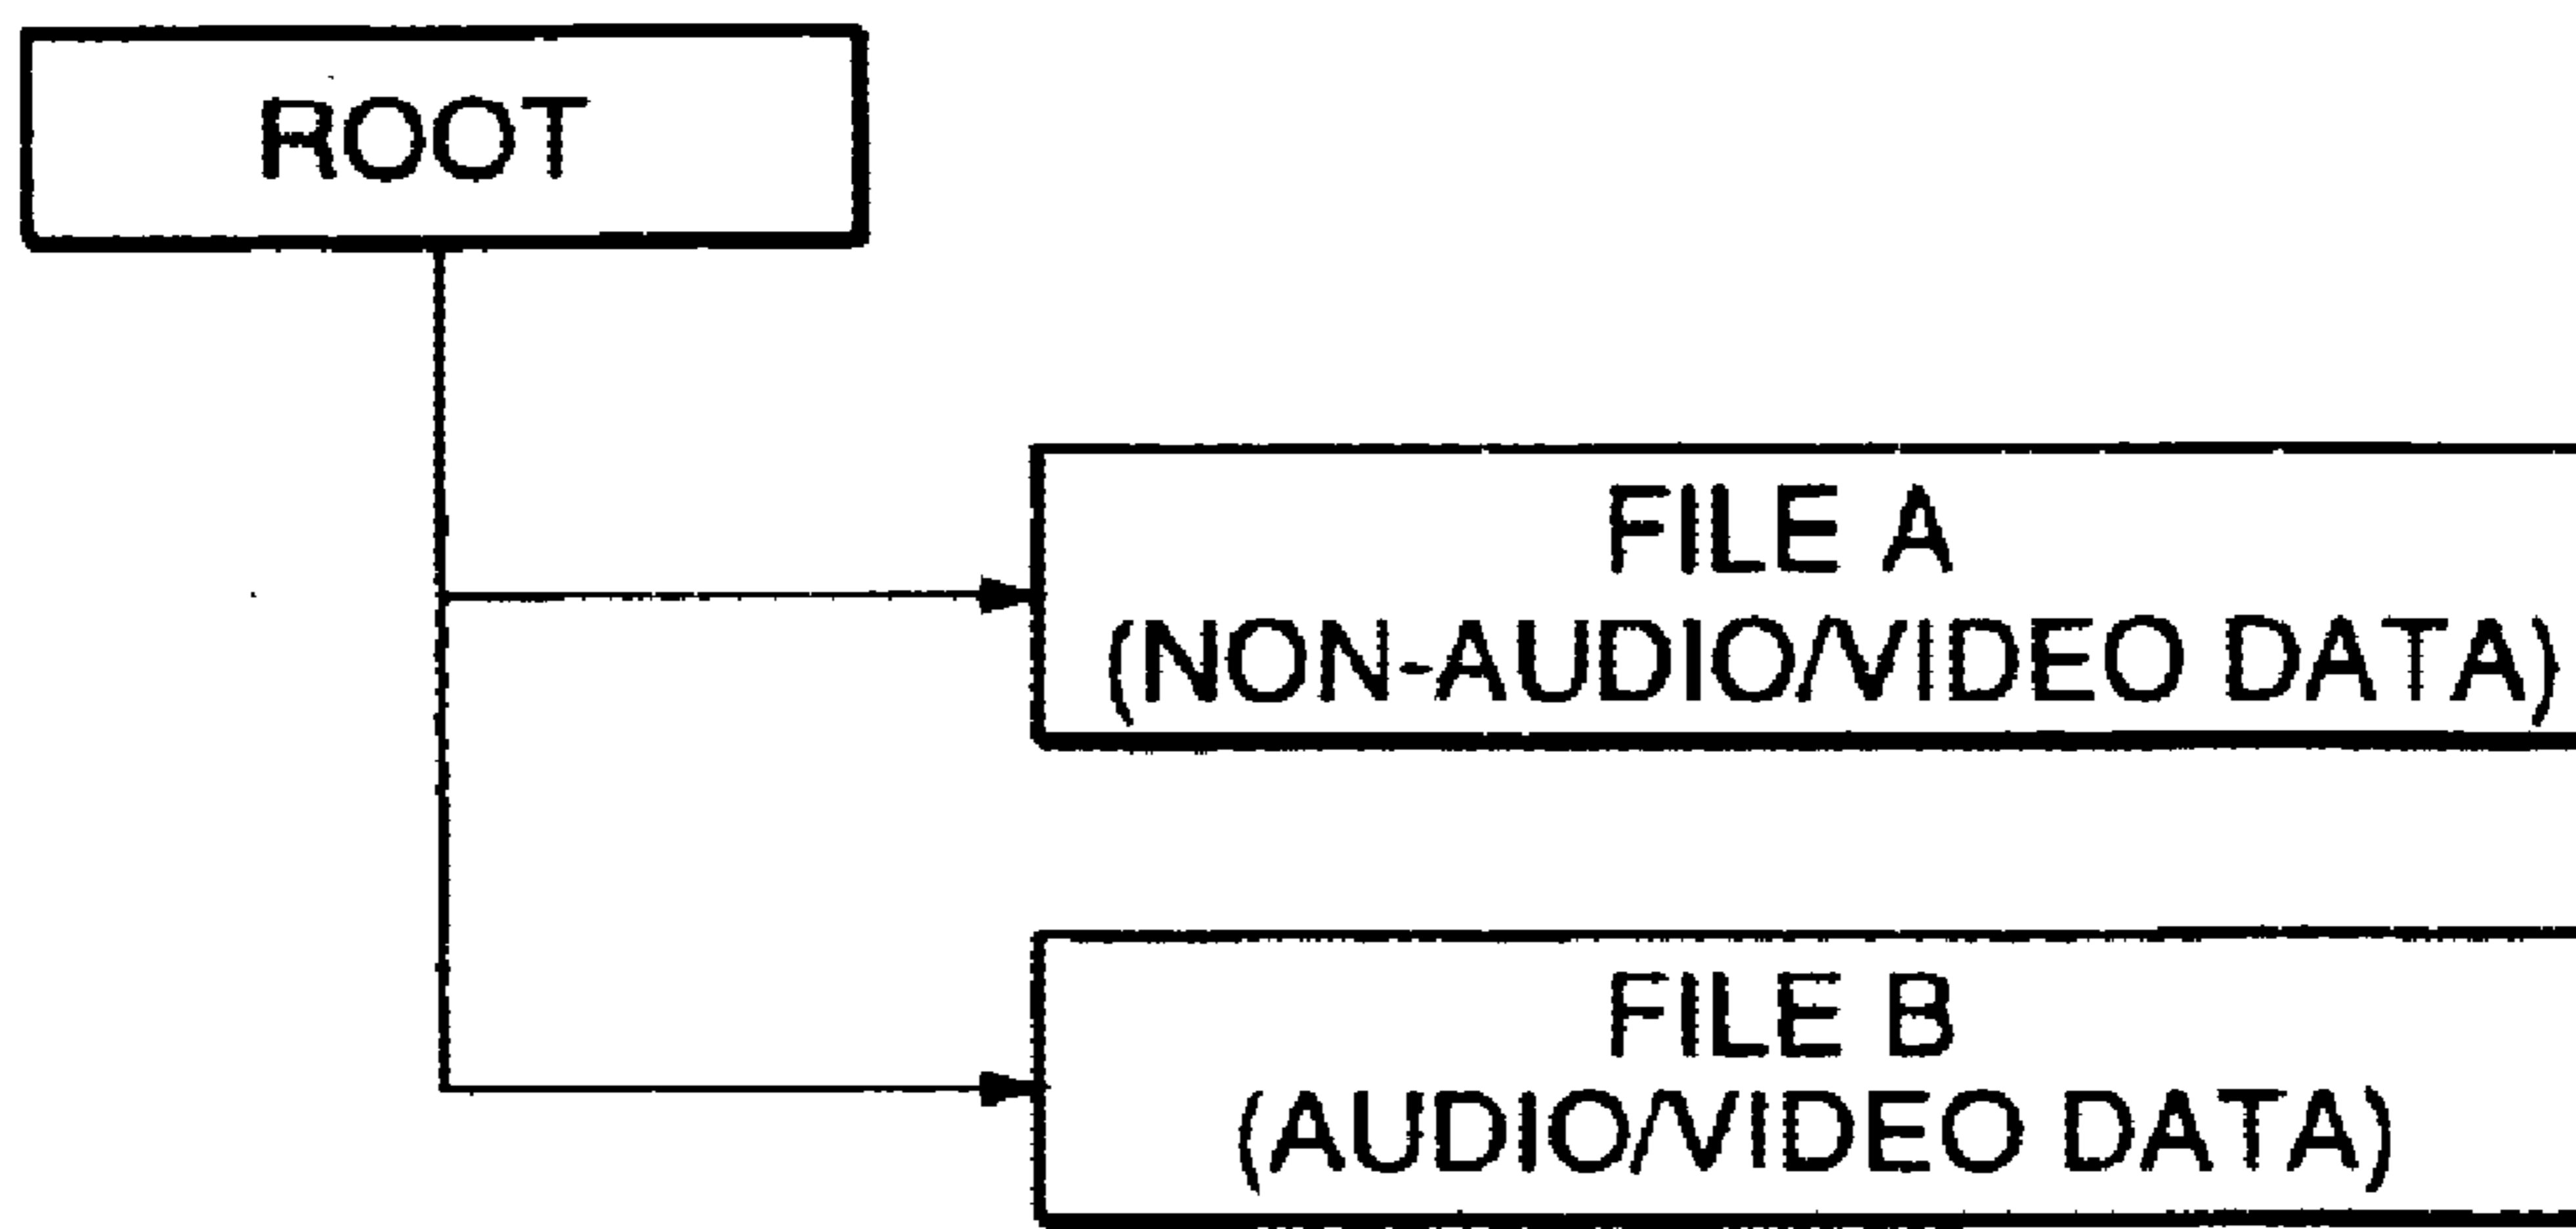 ROOT
FILE A
(NON-AUDIO/VIDEO DATA)
FILE B
(AUDIO/VIDEO DATA)